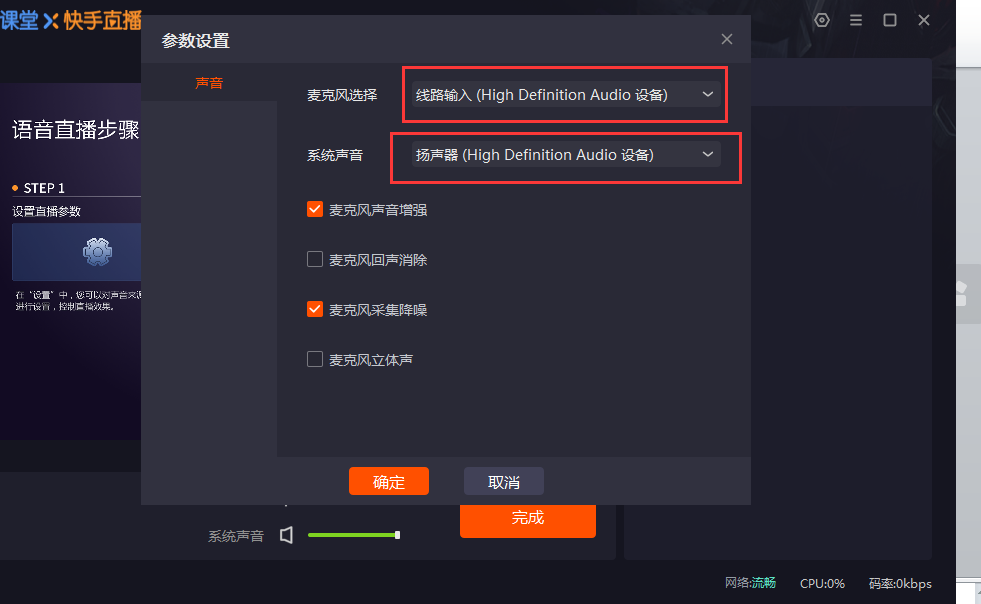 课堂 X 快手直播
参数设置
声音
麦克风选择
线路输入 (High Definition Audio 设备)
系统声音
扬声器 (High Definition Audio 设备)
麦克风声音增强
麦克风回声消除
麦克风采集降噪
麦克风立体声
确定
取消
语音直播步骤
STEP 1
设置直播参数
在“设置”中，您可以对声音来源
进行设置，控制直播效果。
系统声音
完成
网络:流畅
CPU:0%
码率:0kbps